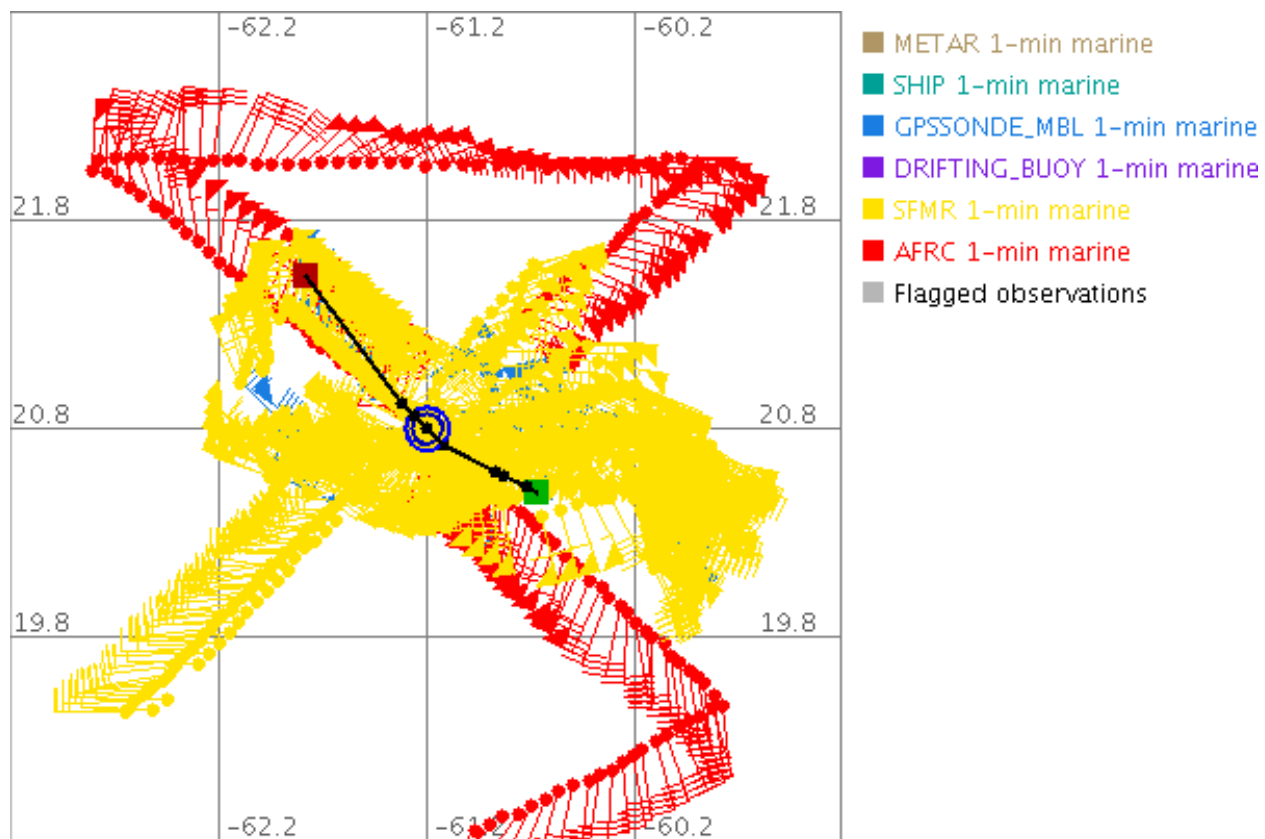 -62.2 -61.2 -60.2
21.8 21.8
20.8 20.8
19.8 19.8
-62.2 -61.2 -60.2
METAR 1-min marine
SHIP 1-min marine
GPSSONDE_MBL 1-min marine
DRIFTING_BUOY 1-min marine
SFMR 1-min marine
AFRC 1-min marine
Flagged observations